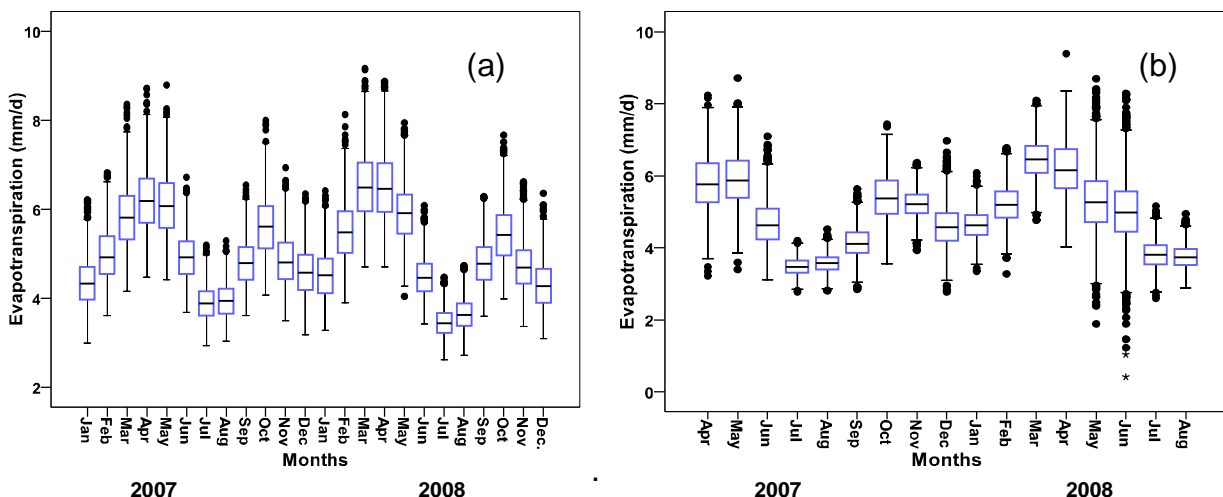 (a)
Evapotranspiration (mm/d)
10
8
6
4
2
Jan Feb Mar Apr May Jun Jul Aug Sep Oct Nov Dec Jan Feb Mar Apr May Jun Jul Aug Sep Oct Nov Dec.
Months
2007 2008
.
(b)
Evapotranspiration (mm/d)
10
8
6
4
2
0
Apr May Jun Jul Aug Sep Oct Nov Dec Jan Feb Mar Apr May Jun Jul Aug
Months
2007 2008